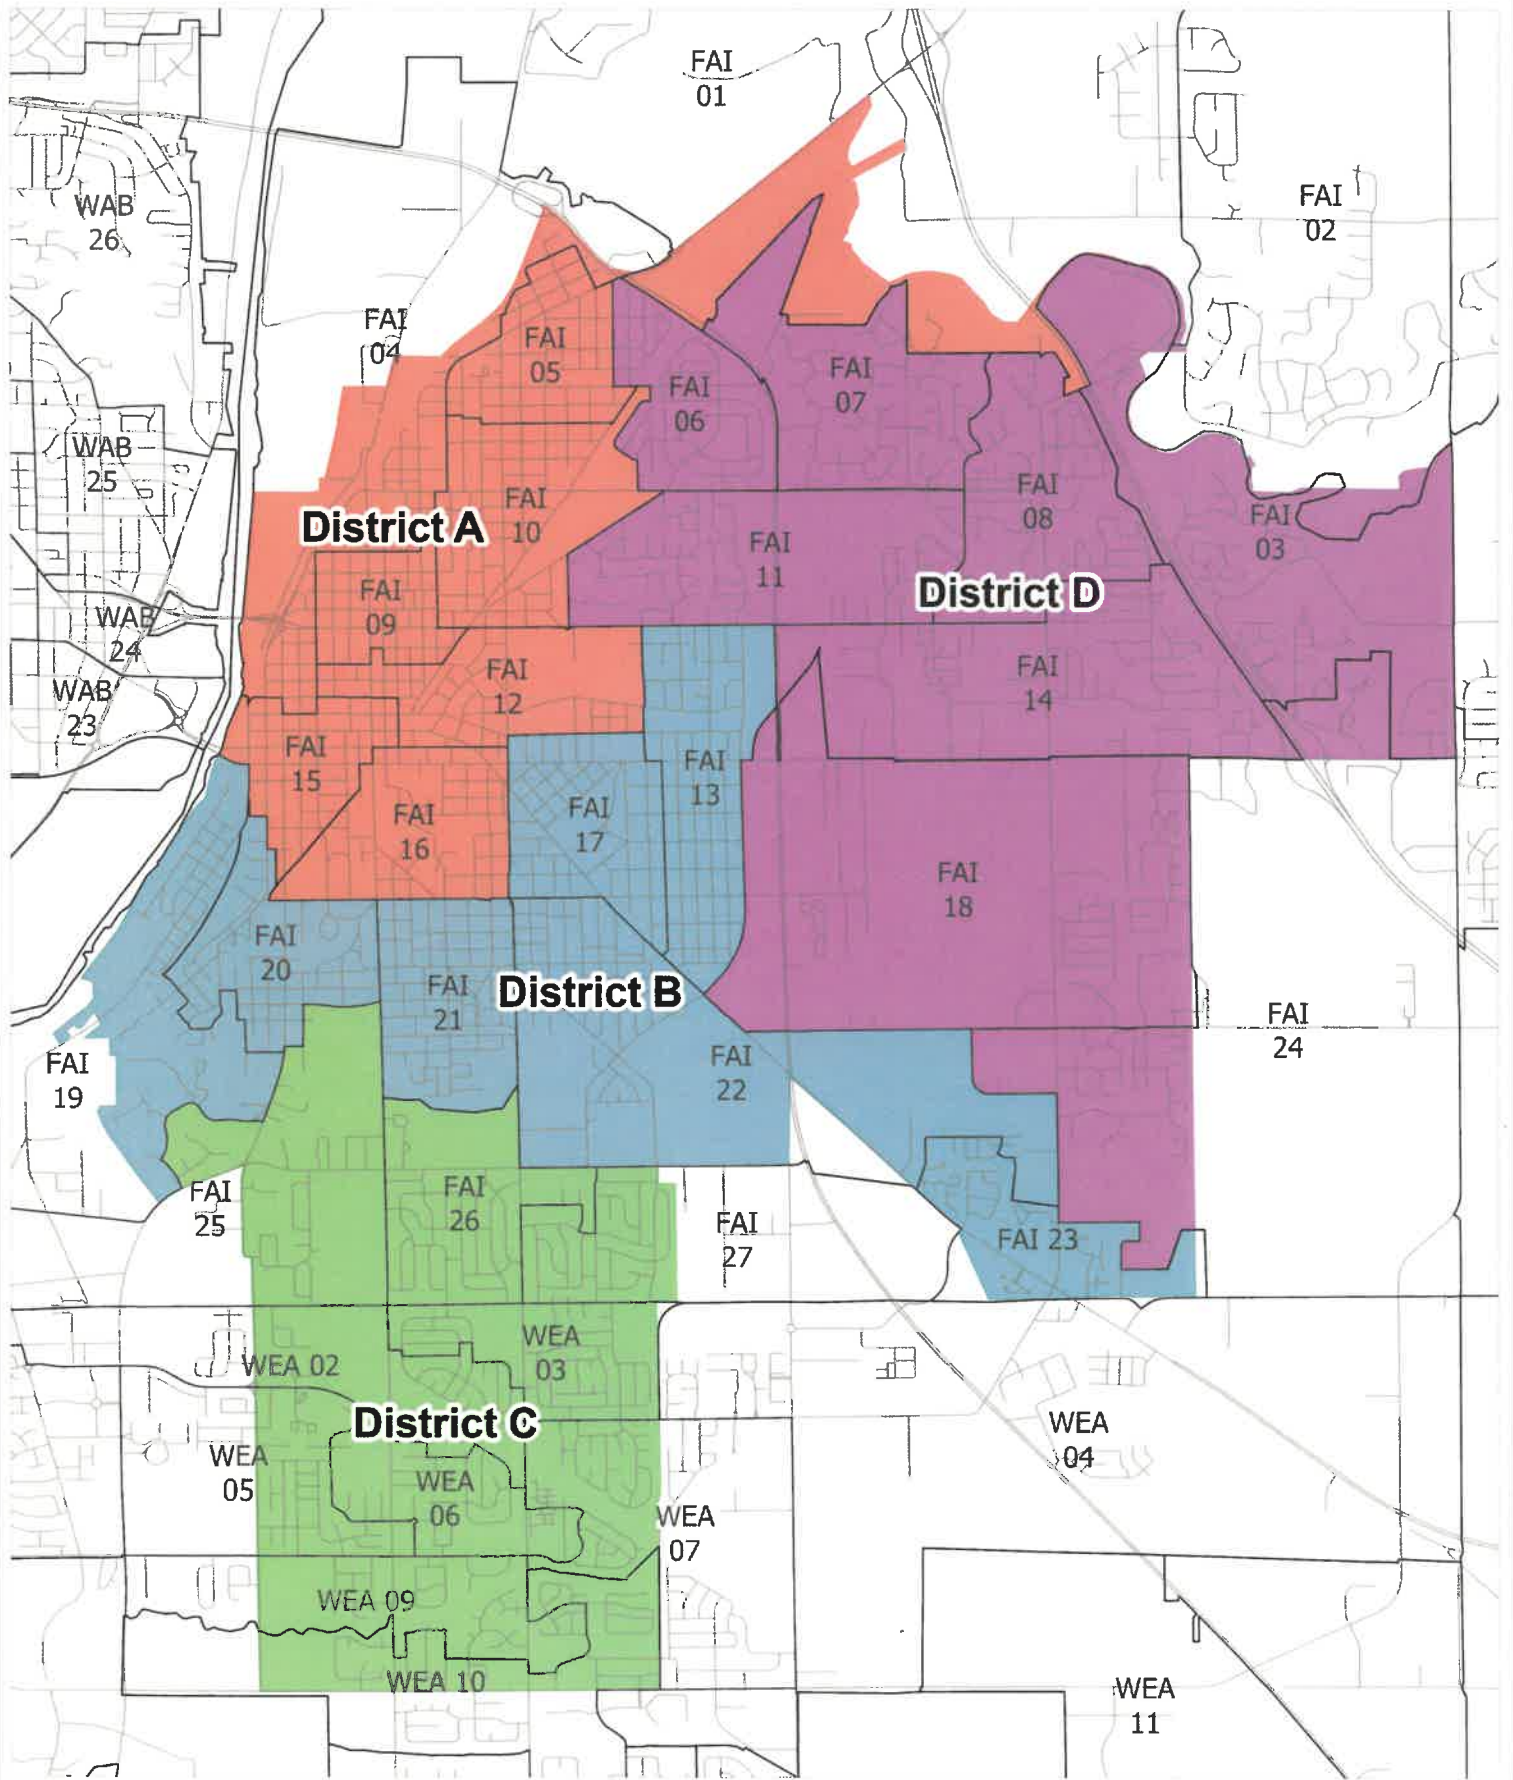 FAI
01
WAB
26
FAI
02
FAI
04
FAI
05
FAI
06
FAI
07
WAB
25
FAI
10
District A
FAI
08
FAI
03
FAI
11
District D
FAI
09
WAB
24
FAI
12
FAI
14
WAB
23
FAI
15
FAI
13
FAI
16
FAI
17
FAI
18
FAI
20
FAI
21
District B
FAI
24
FAI
19
FAI
22
FAI
25
FAI
26
FAI
27
FAI 23
WEA 02
WEA
03
District C
WEA
04
WEA
05
WEA
06
WEA
07
WEA 09
WEA 10
WEA
11